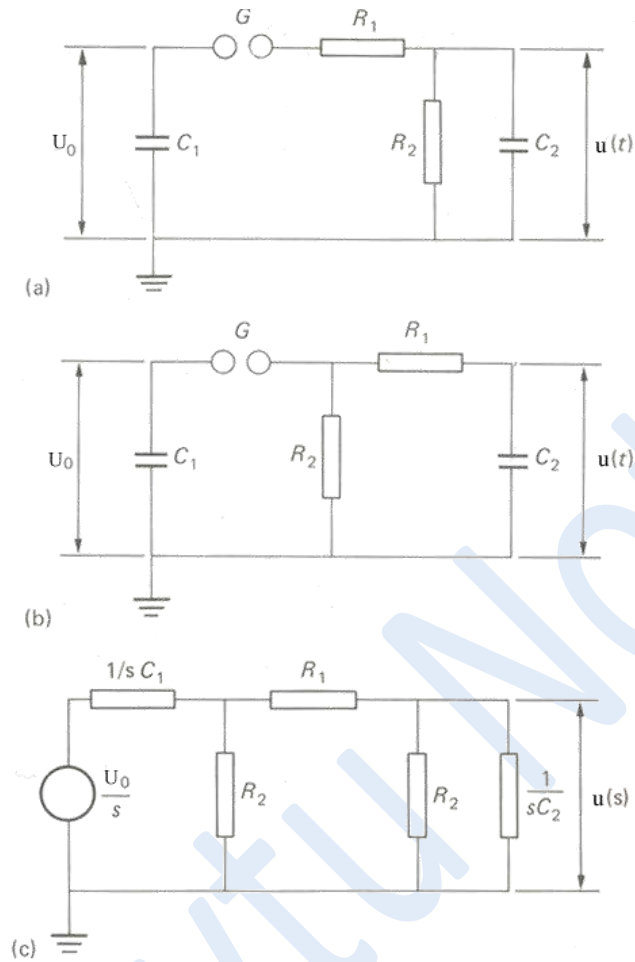 G R₁
U₀ C₁ R₂ C₂ u(t)
(a)
G R₁
U₀ C₁ R₂ C₂ u(t)
(b)
1/s C₁ R₁
U₀/s R₂ R₂ 1/sC₂ u(s)
(c)